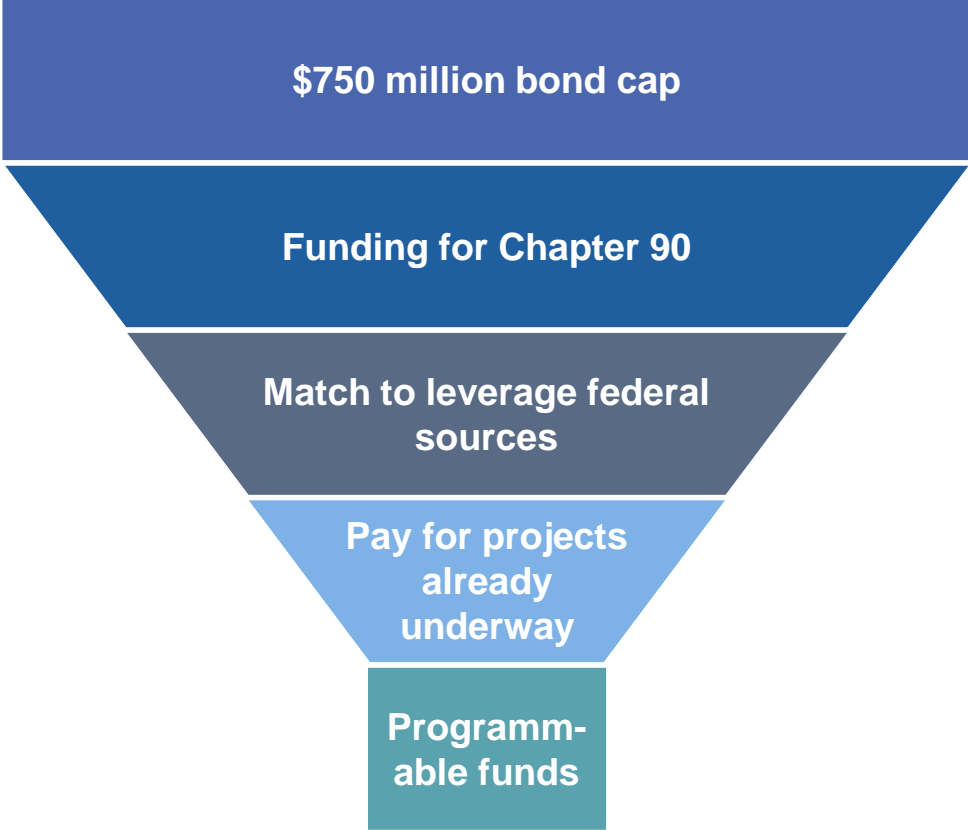 $750 million bond cap
Funding for Chapter 90
Match to leverage federal
sources
Pay for projects
already
underway
Programm-
able funds